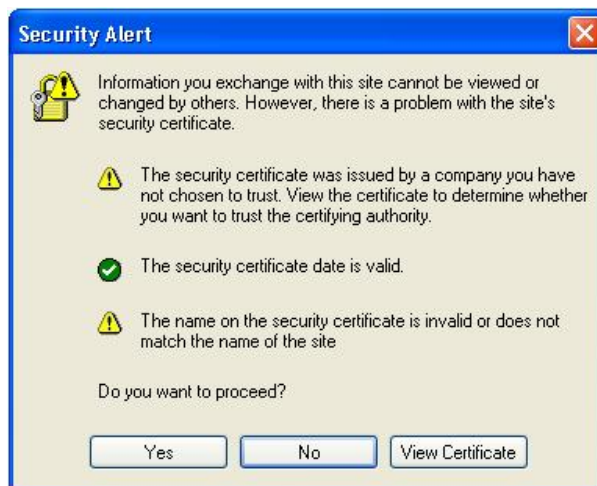 Security Alert
Information you exchange with this site cannot be viewed or
changed by others. However, there is a problem with the site's
security certificate.
The security certificate was issued by a company you have
not chosen to trust. View the certificate to determine whether
you want to trust the certifying authority.
The security certificate date is valid.
The name on the security certificate is invalid or does not
match the name of the site
Do you want to proceed?
Yes
No
View Certificate